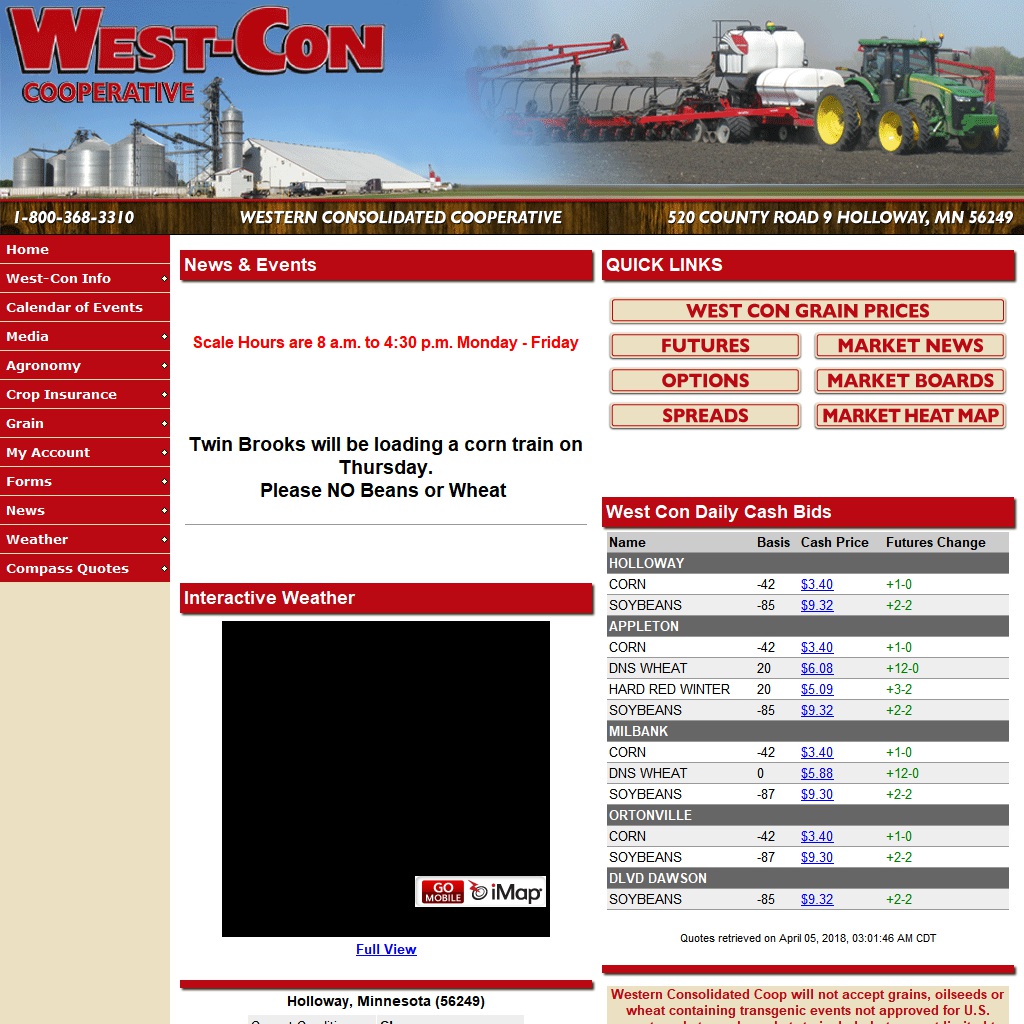 WEST-CON
COOPERATIVE
1-800-368-3310 WESTERN CONSOLIDATED COOPERATIVE 520 COUNTY ROAD 9 HOLLOWAY, MN 56249
Home
West-Con Info
Calendar of Events
Media
Agronomy
Crop Insurance
Grain
My Account
Forms
News
Weather
Compass Quotes
News & Events
Scale Hours are 8 a.m. to 4:30 p.m. Monday - Friday
Twin Brooks will be loading a corn train on
Thursday.
Please NO Beans or Wheat
Interactive Weather
GO
MOBILE
iMap
Full View
Holloway, Minnesota (56249)
QUICK LINKS
WEST CON GRAIN PRICES
FUTURES MARKET NEWS
OPTIONS MARKET BOARDS
SPREADS MARKET HEAT MAP
West Con Daily Cash Bids
Name Basis Cash Price Futures Change
HOLLOWAY
CORN -42 $3.40 +1-0
SOYBEANS -85 $9.32 +2-2
APPLETON
CORN -42 $3.40 +1-0
DNS WHEAT 20 $6.08 +12-0
HARD RED WINTER 20 $5.09 +3-2
SOYBEANS -85 $9.32 +2-2
MILBANK
CORN -42 $3.40 +1-0
DNS WHEAT 0 $5.88 +12-0
SOYBEANS -87 $9.30 +2-2
ORTONVILLE
CORN -42 $3.40 +1-0
SOYBEANS -87 $9.30 +2-2
DLVD DAWSON
SOYBEANS -85 $9.32 +2-2
Quotes retrieved on April 05, 2018, 03:01:46 AM CDT
Western Consolidated Coop will not accept grains, oilseeds or
wheat containing transgenic events not approved for U.S.